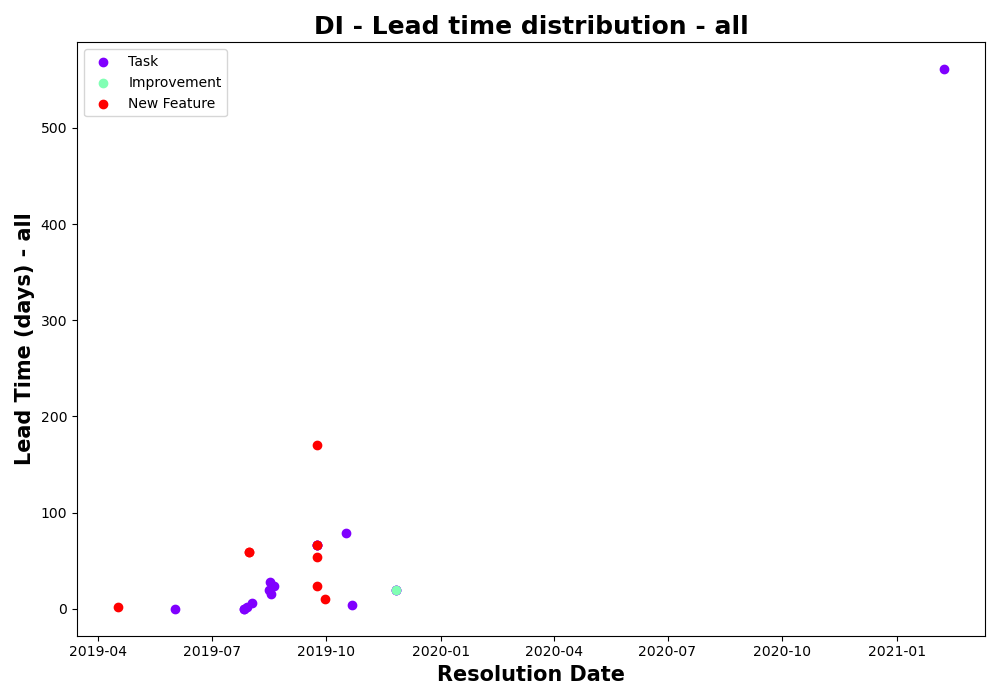 DI - Lead time distribution - all
Task
Improvement
New Feature
500
400
300
200
100
0
Lead Time (days) - all
2019-04 2019-07 2019-10 2020-01 2020-04 2020-07 2020-10 2021-01
Resolution Date